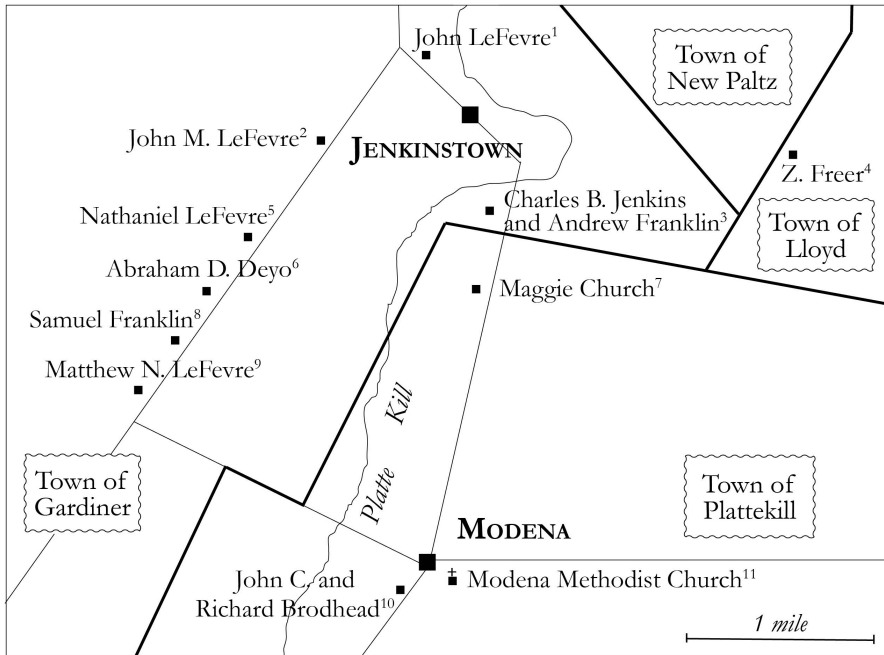 John LeFevre¹
Town of
New Paltz
John M. LeFevre²
JENKINSTOWN
Z. Freer⁴
Charles B. Jenkins
and Andrew Franklin³
Nathaniel LeFevre⁵
Town of
Lloyd
Abraham D. Deyo⁶
Maggie Church⁷
Samuel Franklin⁸
Matthew N. LeFevre⁹
Platte Kill
Town of
Gardiner
Town of
Plattekill
MODENA
John C. and
Richard Brodhead¹⁰
Modena Methodist Church¹¹
1 mile